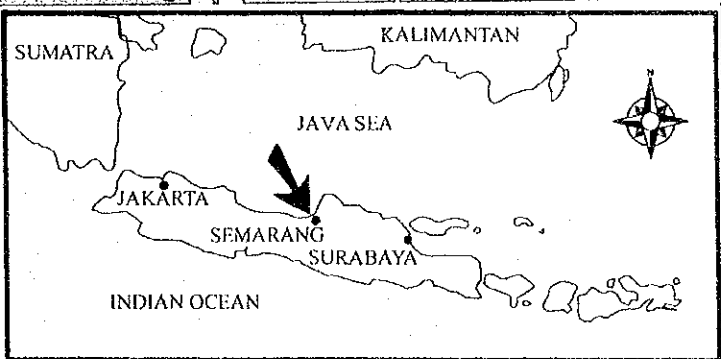 SUMATRA
KALIMANTAN
N
JAVA SEA
JAKARTA
SEMARANG
SURABAYA
INDIAN OCEAN